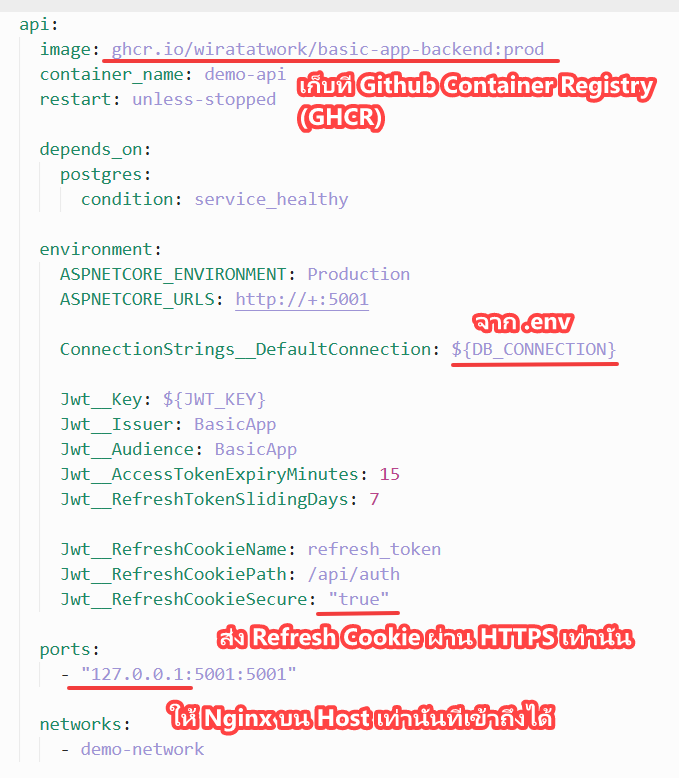 api:
image: ghcr.io/wiratatwork/basic-app-backend:prod
container_name: demo-api
restart: unless-stopped
เก็บที่ Github Container Registry
(GHCR)
depends_on:
postgres:
condition: service_healthy
environment:
ASPNETCORE_ENVIRONMENT: Production
ASPNETCORE_URLS: http://+:5001
จาก .env
ConnectionStrings__DefaultConnection: ${DB_CONNECTION}
Jwt__Key: ${JWT_KEY}
Jwt__Issuer: BasicApp
Jwt__Audience: BasicApp
Jwt__AccessTokenExpiryMinutes: 15
Jwt__RefreshTokenSlidingDays: 7
Jwt__RefreshCookieName: refresh_token
Jwt__RefreshCookiePath: /api/auth
Jwt__RefreshCookieSecure: "true"
ส่ง Refresh Cookie ผ่าน HTTPS เท่านั้น
ports:
- "127.0.0.1:5001:5001"
ให้ Nginx บน Host เท่านั้นที่เข้าถึงได้
networks:
- demo-network